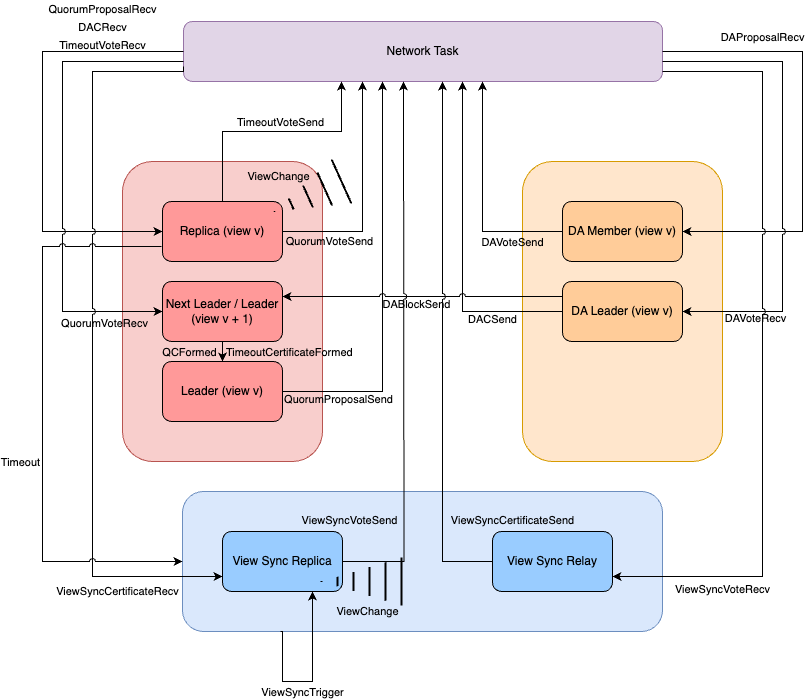 QuorumProposalRecv
DACRecv
TimeoutVoteRecv
Network Task
DAProposalRecv
TimeoutVoteSend
ViewChange
Replica (view v)
QuorumVoteSend
DAVoteSend
DA Member (view v)
Next Leader / Leader
(view v + 1)
DABlockSend
DACSend
DA Leader (view v)
DAVoteRecv
QuorumVoteRecv
QCFormed
TimeoutCertificateFormed
Leader (view v)
QuorumProposalSend
Timeout
ViewSyncVoteSend
ViewSyncCertificateSend
View Sync Replica
View Sync Relay
ViewSyncCertificateRecv
ViewSyncVoteRecv
ViewChange
ViewSyncTrigger